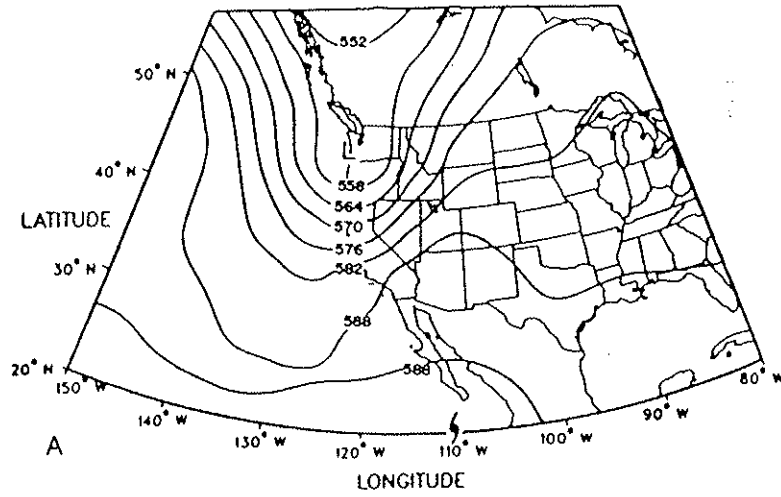 552
50° N
40° N
558
564
LATITUDE
570
576
30° N
582
588
588
20° N
150° W
80° W
140° W
90° W
130° W
100° W
120° W
110° W
A
LONGITUDE